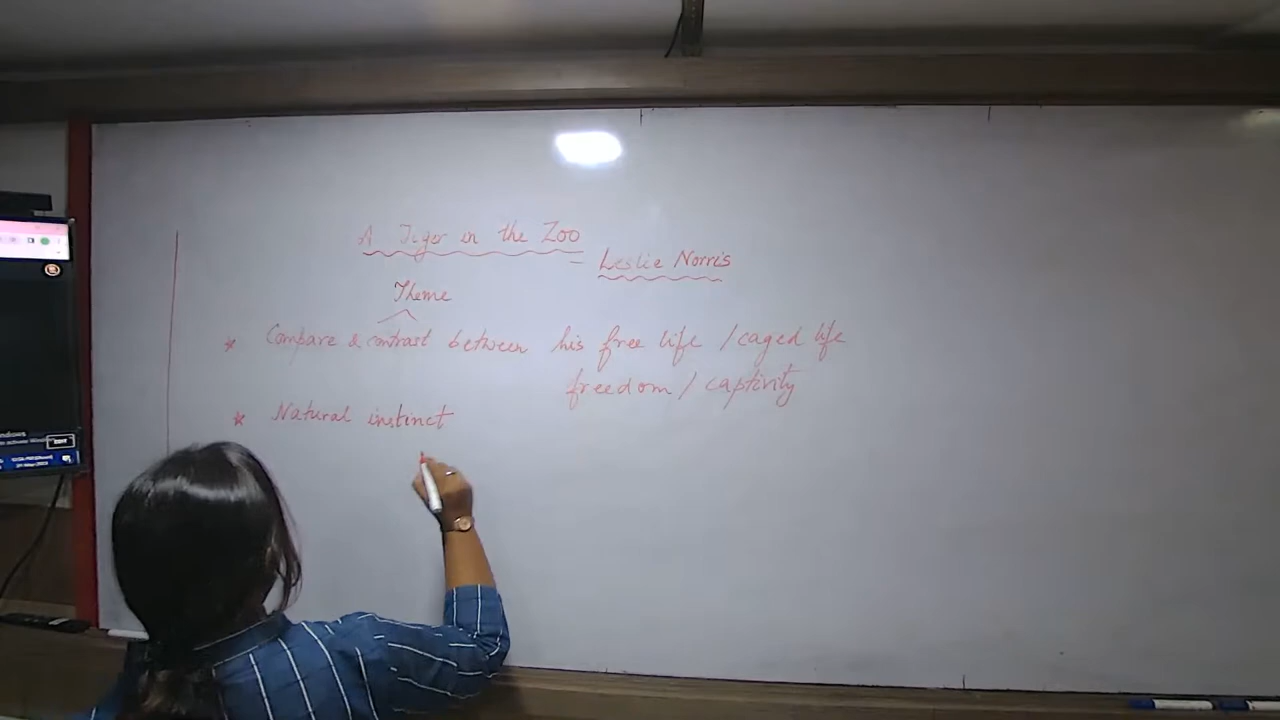 A Tiger in the Zoo
- Leslie Norris
Theme
* Compare & contrast between his free life / caged life
freedom / captivity
* Natural instinct